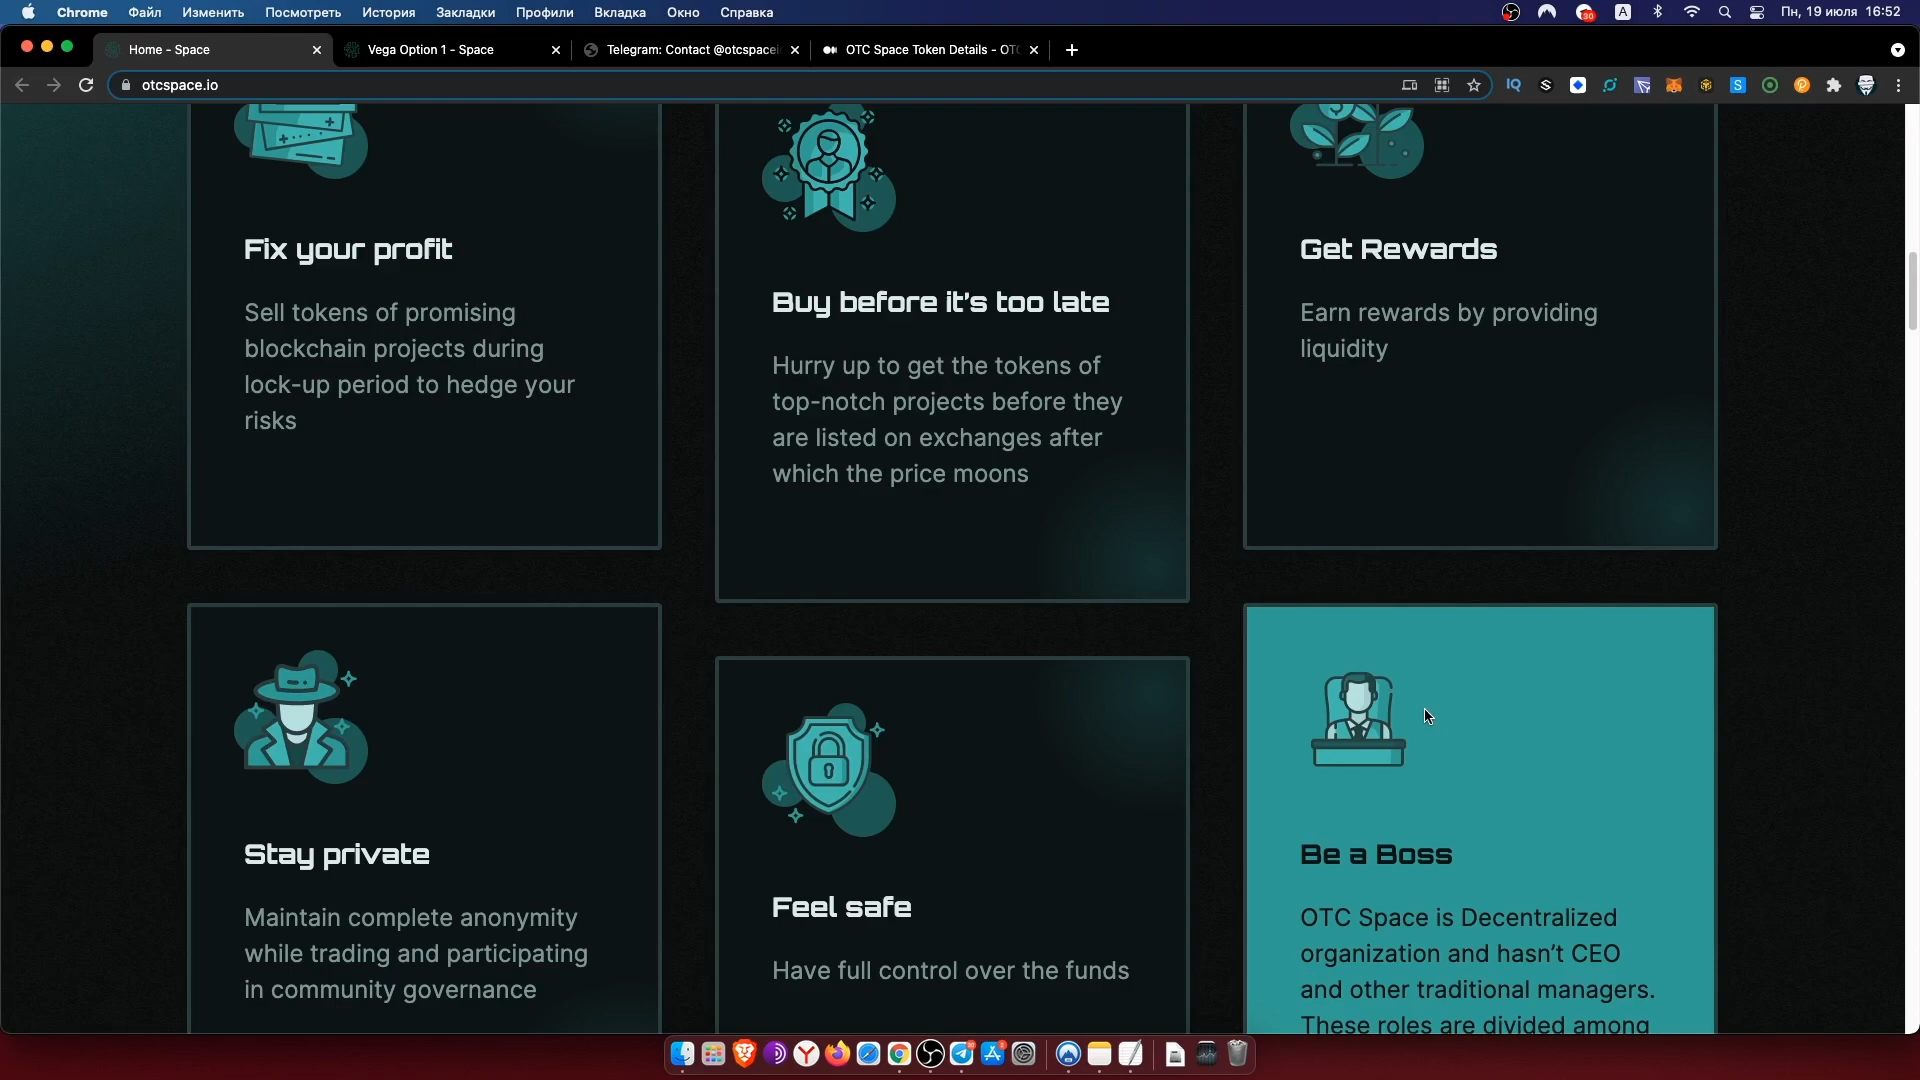 Chrome Файл Изменить Посмотреть История Закладки Профили Вкладка Окно Справка 30 A Пн, 19 июля 16:52
Home - Space Vega Option 1 - Space Telegram: Contact @otcspacei OTC Space Token Details - OTC
otcspace.io
Fix your profit
Sell tokens of promising
blockchain projects during
lock-up period to hedge your
risks
Buy before it's too late
Hurry up to get the tokens of
top-notch projects before they
are listed on exchanges after
which the price moons
Get Rewards
Earn rewards by providing
liquidity
Stay private
Maintain complete anonymity
while trading and participating
in community governance
Feel safe
Have full control over the funds
Be a Boss
OTC Space is Decentralized
organization and hasn't CEO
and other traditional managers.
These roles are divided among